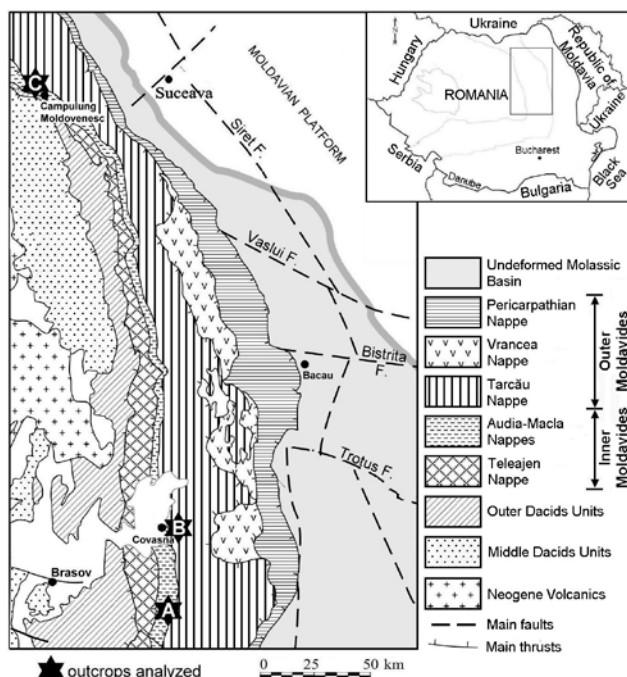 C
Campulung
Moldovenesc
Suceava
MOLDAVIAN PLATFORM
Siret F.
Vaslui F.
Bistrita
F.
Bacau
Trotus F.
B
Covasna
Brasov
A
outcrops analyzed
0 25 50 km
N
Ukraine
Hungary
Republic of
Moldavia
ROMANIA
Ukraine
Bucharest
Serbia
Danube
Bulgaria
Black
Sea
Undeformed Molassic
Basin
Pericarpathian
Nappe
Vrancea
Nappe
Tarcău
Nappe
Outer
Moldavides
Audia-Macla
Nappes
Teleajen
Nappe
Inner
Moldavides
Outer Dacids Units
Middle Dacids Units
Neogene Volcanics
Main faults
Main thrusts